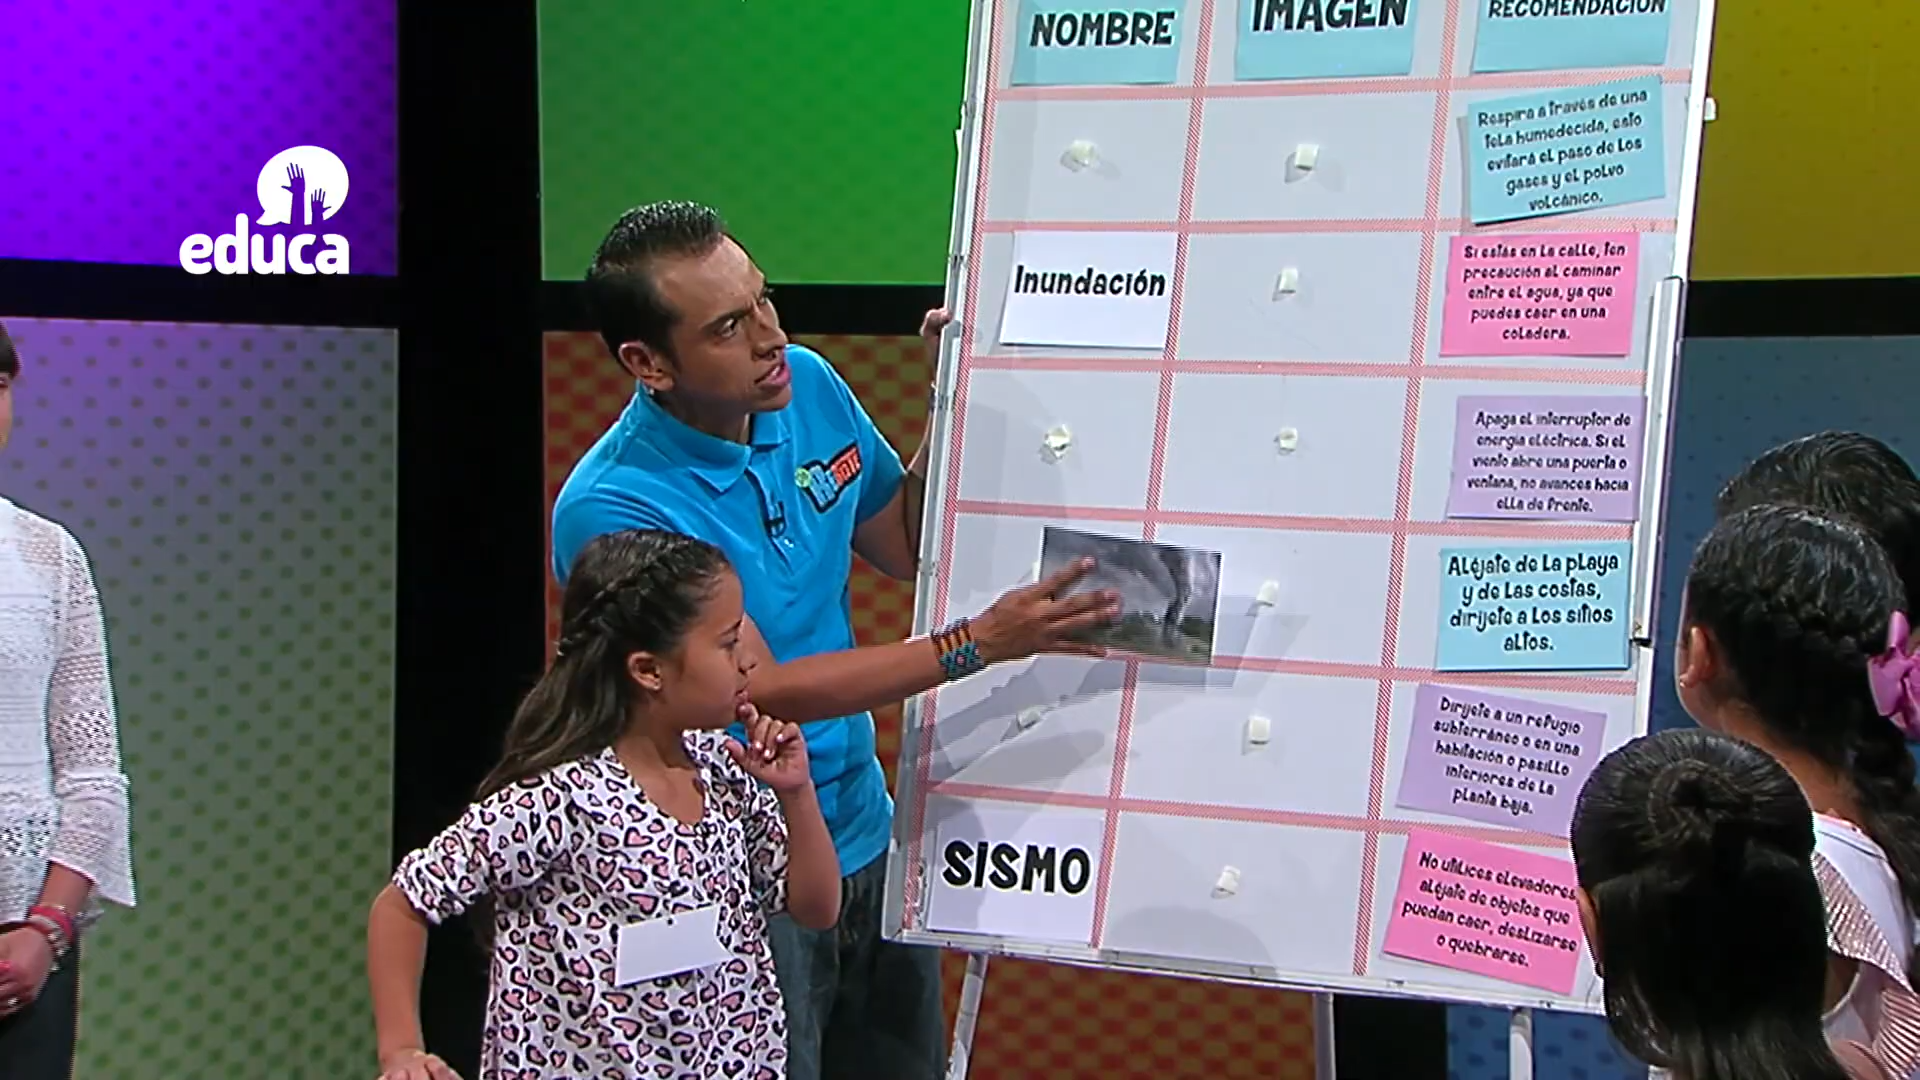 educa
NOMBRE
IMAGEN
RECOMENDACIÓN
Respira a través de una
tela humedecida, esto
evitará el paso de los
gases y el polvo
volcánico.
Inundación
Si estás en la calle, ten
precaución al caminar
entre el agua, ya que
puedes caer en una
coladera.
Apaga el interruptor de
energía eléctrica. Si el
viento abre una puerta o
ventana, no avances hacia
ella de frente.
Aléjate de la playa
y de las costas,
dirijete a los sitios
altos.
Dirijete a un refugio
subterráneo o en una
habitación o pasillo
interiores de la
planta baja.
SISMO
No utilices elevadores,
aléjate de objetos que
puedan caer, deslizarse
o quebrarse.